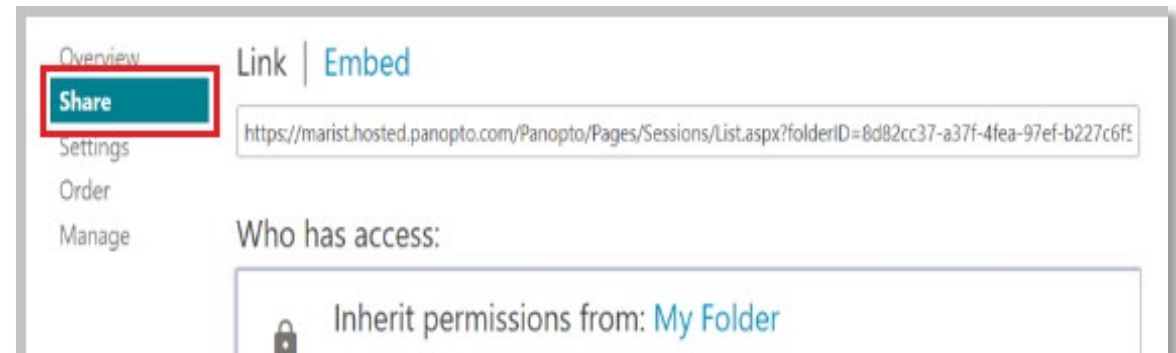 Overview
Share
Settings
Order
Manage
Link | Embed
https://marist.hosted.panopto.com/Panopto/Pages/Sessions/List.aspx?folderID=8d82cc37-a37f-4fea-97ef-b227c6f5
Who has access:
Inherit permissions from: My Folder